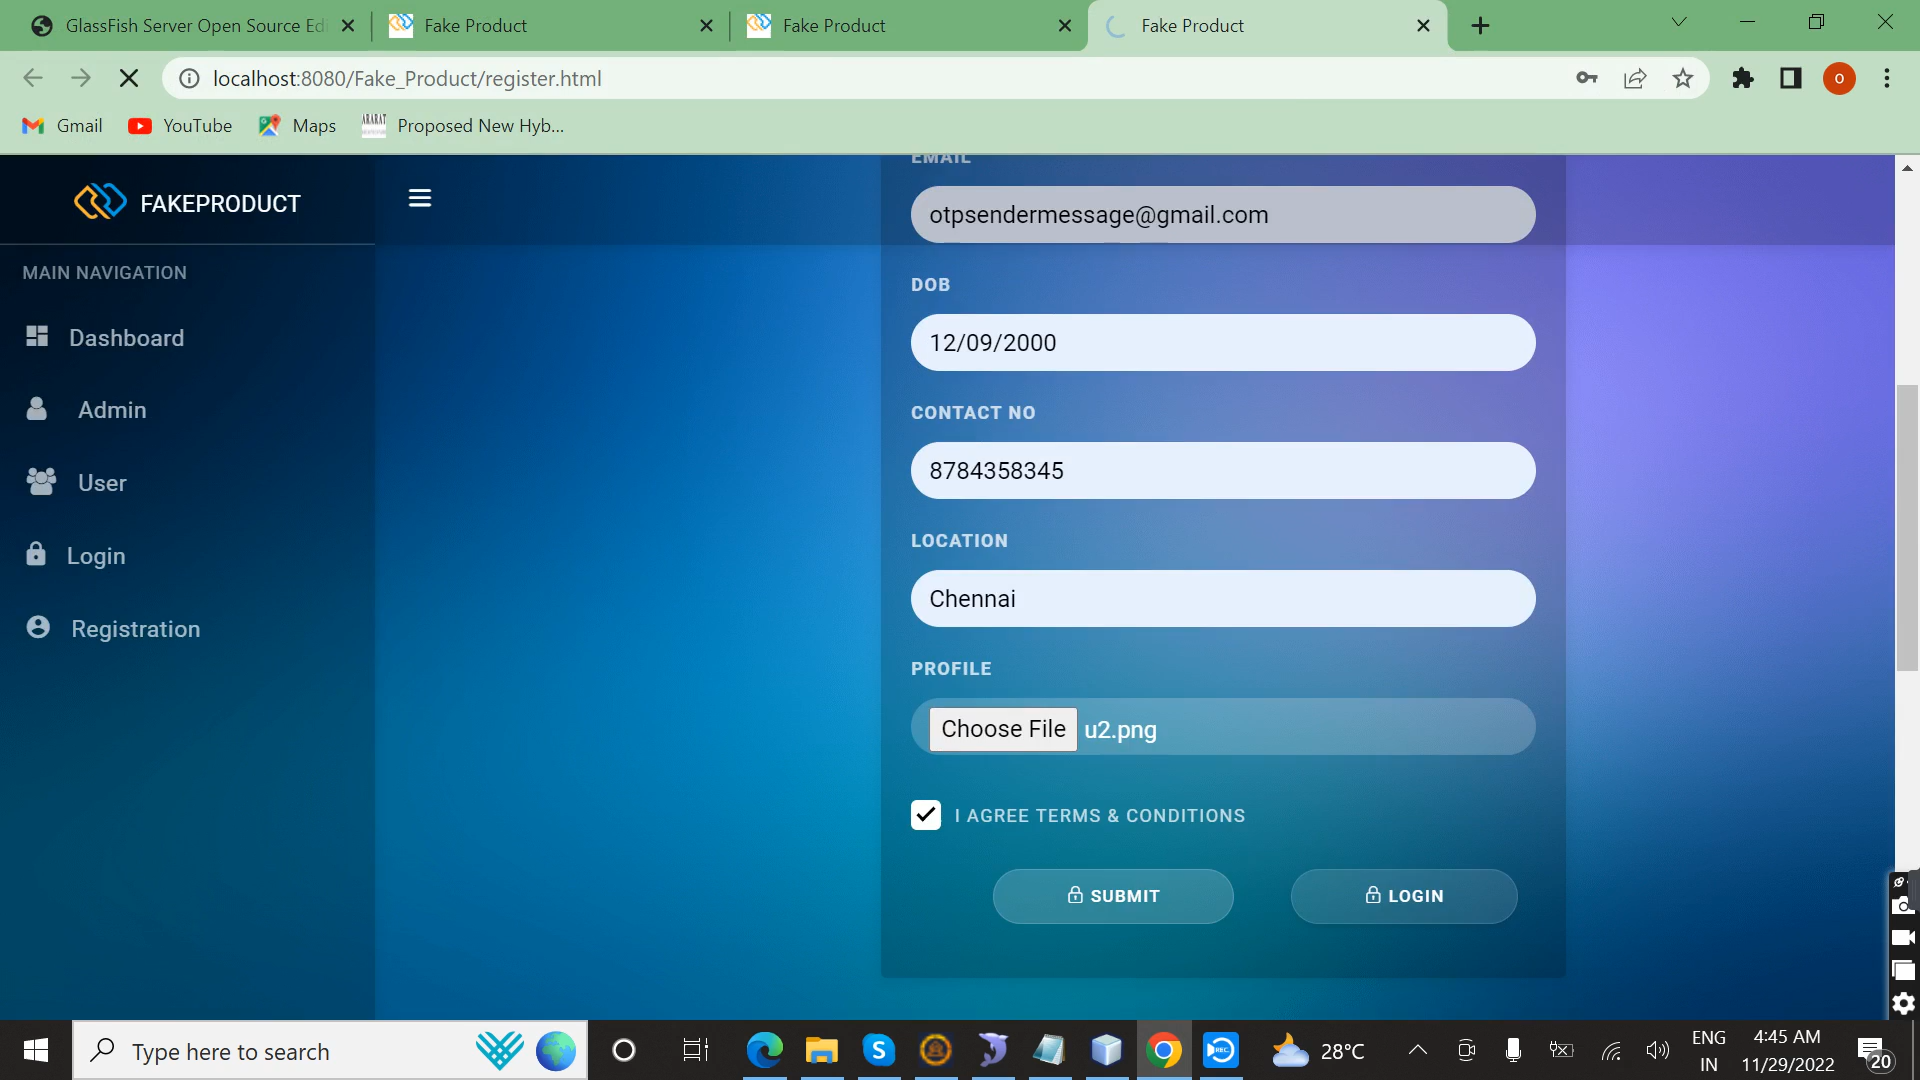 GlassFish Server Open Source Edi
Fake Product
Fake Product
Fake Product
localhost:8080/Fake_Product/register.html
O
Gmail
YouTube
Maps
ARARAT
Proposed New Hyb...
FAKEPRODUCT
MAIN NAVIGATION
Dashboard
Admin
User
Login
Registration
EMAIL
otpsendermessage@gmail.com
DOB
12/09/2000
CONTACT NO
8784358345
LOCATION
Chennai
PROFILE
Choose File u2.png
I AGREE TERMS & CONDITIONS
SUBMIT
LOGIN
Type here to search
S
REC
28°C
ENG
IN
4:45 AM
11/29/2022
20